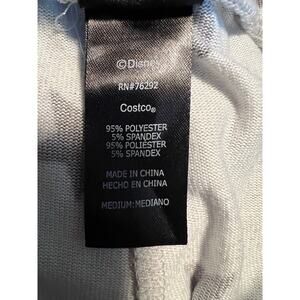 ©Disney
RN#76292
Costco®
95% POLYESTER
5% SPANDEX
95% POLIÉSTER
5% SPANDEX
MADE IN CHINA
HECHO EN CHINA
MEDIUM:MEDIANO